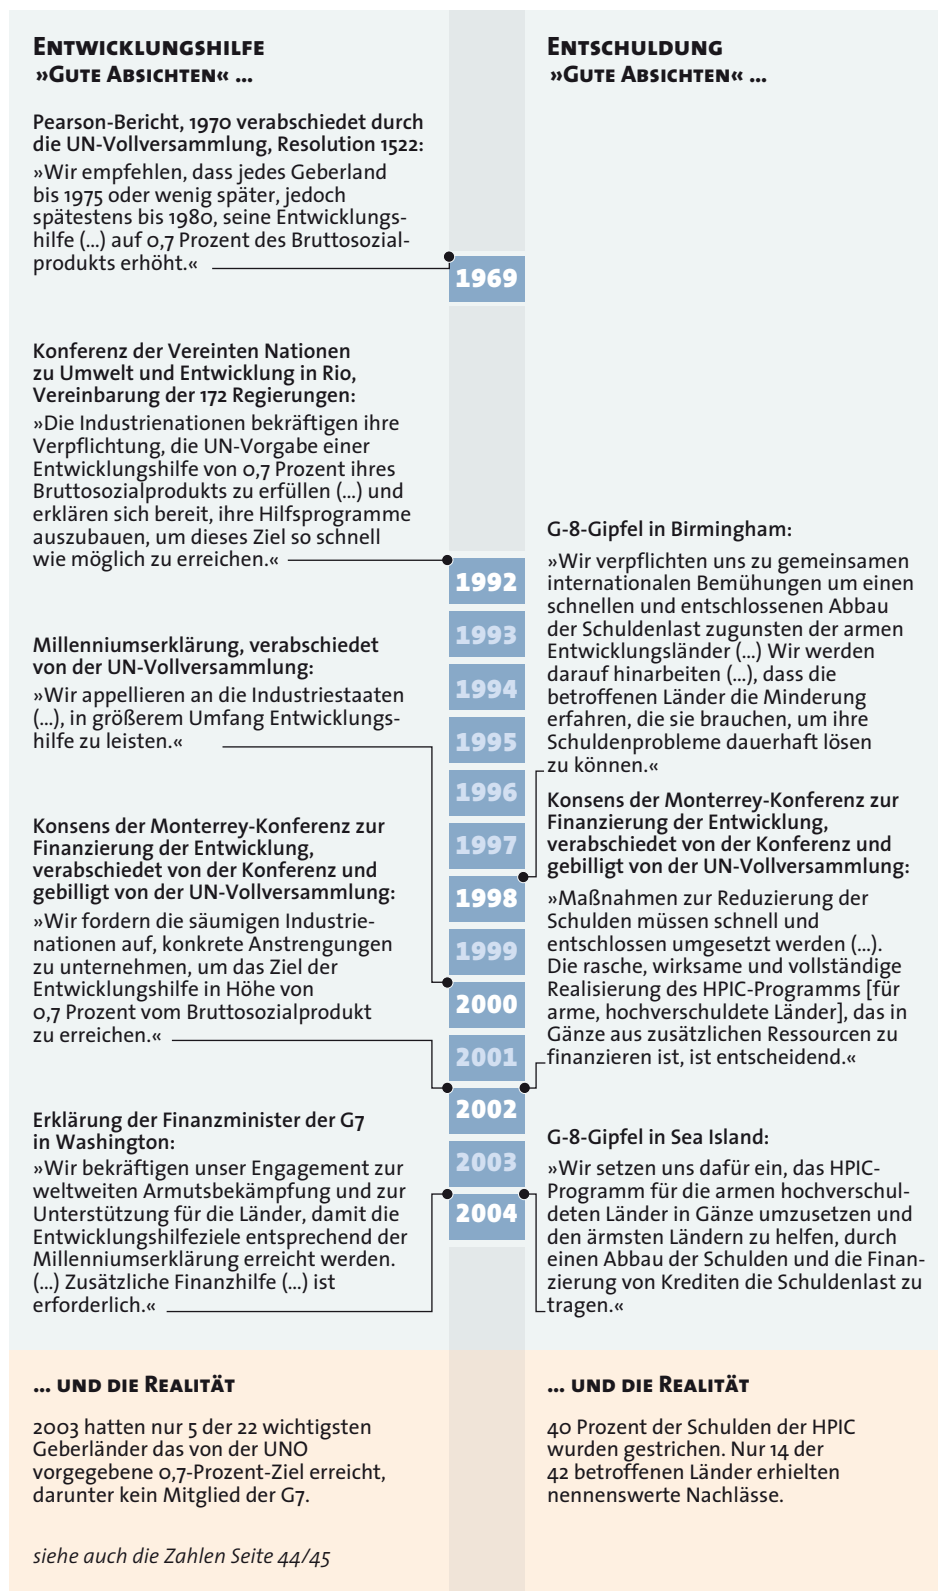 ENTWICKLUNGSHILFE
»GUTE ABSICHTEN« ...
Pearson-Bericht, 1970 verabschiedet durch
die UN-Vollversammlung, Resolution 1522:
»Wir empfehlen, dass jedes Geberland
bis 1975 oder wenig später, jedoch
spätestens bis 1980, seine Entwicklungs-
hilfe (...) auf 0,7 Prozent des Bruttosozial-
produkts erhöht.«
Konferenz der Vereinten Nationen
zu Umwelt und Entwicklung in Rio,
Vereinbarung der 172 Regierungen:
»Die Industrienationen bekräftigen ihre
Verpflichtung, die UN-Vorgabe einer
Entwicklungshilfe von 0,7 Prozent ihres
Bruttosozialprodukts zu erfüllen (...) und
erklären sich bereit, ihre Hilfsprogramme
auszubauen, um dieses Ziel so schnell
wie möglich zu erreichen.«
Millenniumserklärung, verabschiedet
von der UN-Vollversammlung:
»Wir appellieren an die Industriestaaten
(...), in größerem Umfang Entwicklungs-
hilfe zu leisten.«
Konsens der Monterrey-Konferenz zur
Finanzierung der Entwicklung,
verabschiedet von der Konferenz und
gebilligt von der UN-Vollversammlung:
»Wir fordern die säumigen Industrie-
nationen auf, konkrete Anstrengungen
zu unternehmen, um das Ziel der
Entwicklungshilfe in Höhe von
0,7 Prozent vom Bruttosozialprodukt
zu erreichen.«
Erklärung der Finanzminister der G7
in Washington:
»Wir bekräftigen unser Engagement zur
weltweiten Armutsbekämpfung und zur
Unterstützung für die Länder, damit die
Entwicklungshilfeziele entsprechend der
Millenniumserklärung erreicht werden.
(...) Zusätzliche Finanzhilfe (...) ist
erforderlich.«
1969
1992
1993
1994
1995
1996
1997
1998
1999
2000
2001
2002
2003
2004
ENTSCHULDUNG
»GUTE ABSICHTEN« ...
G-8-Gipfel in Birmingham:
»Wir verpflichten uns zu gemeinsamen
internationalen Bemühungen um einen
schnellen und entschlossenen Abbau
der Schuldenlast zugunsten der armen
Entwicklungsländer (...) Wir werden
darauf hinarbeiten (...), dass die
betroffenen Länder die Minderung
erfahren, die sie brauchen, um ihre
Schuldenprobleme dauerhaft lösen
zu können.«
Konsens der Monterrey-Konferenz zur
Finanzierung der Entwicklung,
verabschiedet von der Konferenz und
gebilligt von der UN-Vollversammlung:
»Maßnahmen zur Reduzierung der
Schulden müssen schnell und
entschlossen umgesetzt werden (...).
Die rasche, wirksame und vollständige
Realisierung des HPIC-Programms [für
arme, hochverschuldete Länder], das in
Gänze aus zusätzlichen Ressourcen zu
finanzieren ist, ist entscheidend.«
G-8-Gipfel in Sea Island:
»Wir setzen uns dafür ein, das HPIC-
Programm für die armen hochverschul-
deten Länder in Gänze umzusetzen und
den ärmsten Ländern zu helfen, durch
einen Abbau der Schulden und die Finan-
zierung von Krediten die Schuldenlast zu
tragen.«
... UND DIE REALITÄT
2003 hatten nur 5 der 22 wichtigsten
Geberländer das von der UNO
vorgegebene 0,7-Prozent-Ziel erreicht,
darunter kein Mitglied der G7.
siehe auch die Zahlen Seite 44/45
... UND DIE REALITÄT
40 Prozent der Schulden der HPIC
wurden gestrichen. Nur 14 der
42 betroffenen Länder erhielten
nennenswerte Nachlässe.